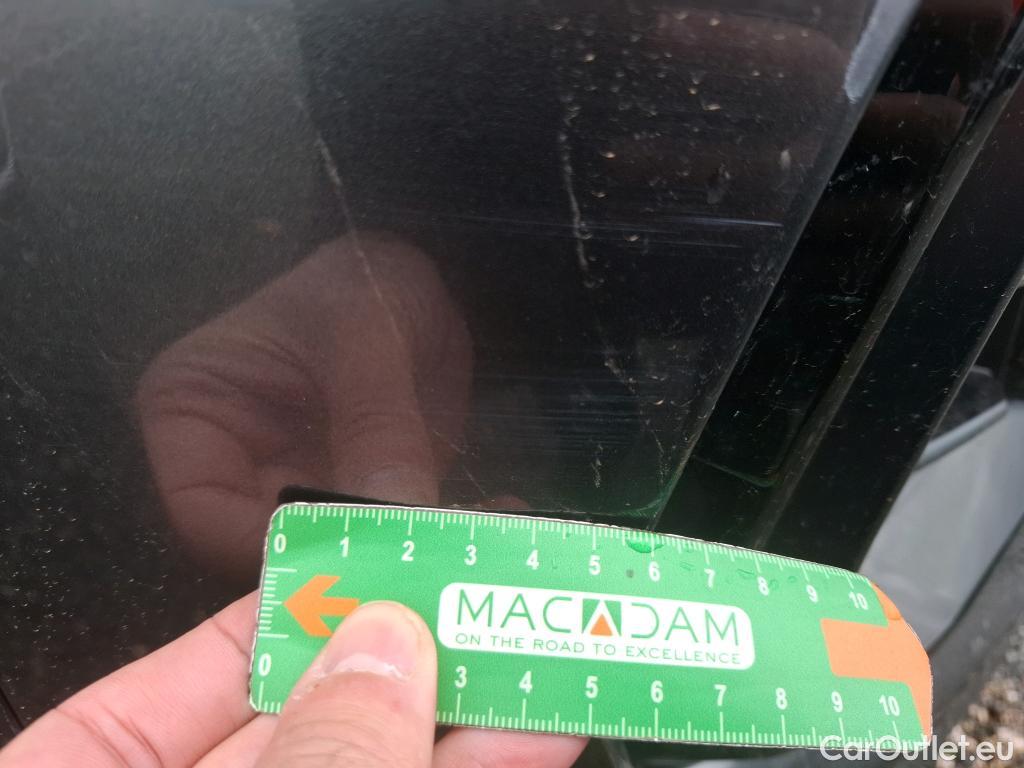 0 1 2 3 4 5 6 7 8 9 10
MACADAM
ON THE ROAD TO EXCELLENCE
0 3 4 5 6 7 8 9 10
CarOutlet.eu